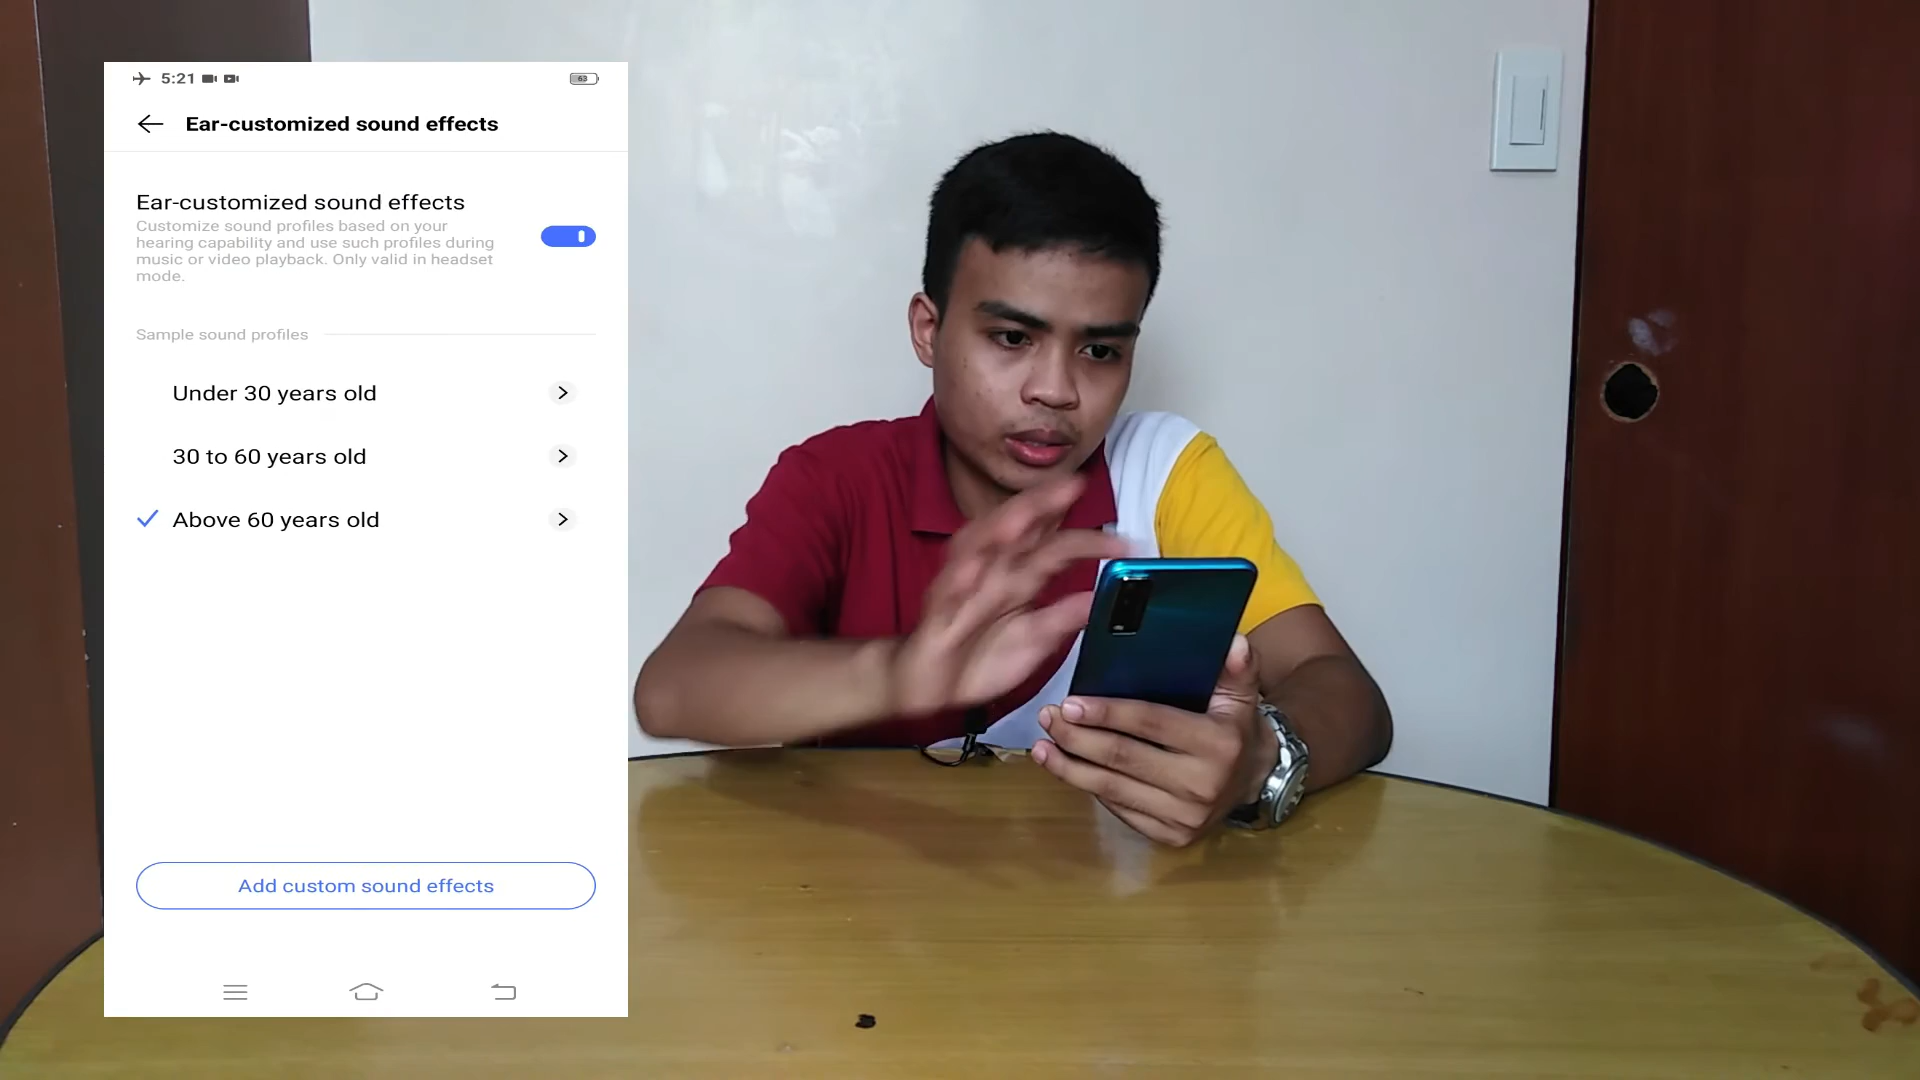 5:21
63
Ear-customized sound effects
Ear-customized sound effects
Customize sound profiles based on your
hearing capability and use such profiles during
music or video playback. Only valid in headset
mode.
Sample sound profiles
Under 30 years old
30 to 60 years old
Above 60 years old
Add custom sound effects